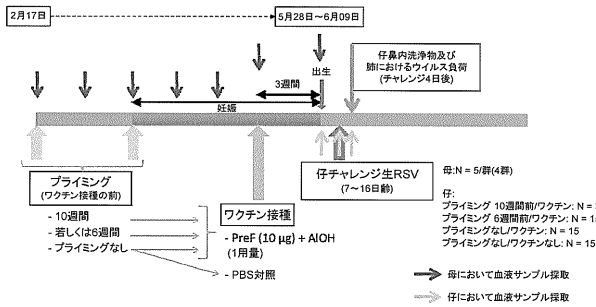 2月17日
5月28日~6月09日
出生
3週間
妊娠
仔鼻内洗浄物及び
肺におけるウイルス負荷
(チャレンジ4日後)
プライミング
(ワクチン接種の前)
- 10週間
- 若しくは6週間
- プライミングなし
ワクチン接種
- PreF (10 μg) + AlOH
(1用量)
- PBS対照
仔チャレンジ生RSV
(7~16日齢)
母:N = 5/群(4群)
仔:
プライミング 10週間前/ワクチン: N =
プライミング 6週間前/ワクチン: N =
プライミングなし/ワクチン: N = 15
プライミングなし/ワクチンなし: N = 15
母において血液サンプル採取
仔において血液サンプル採取